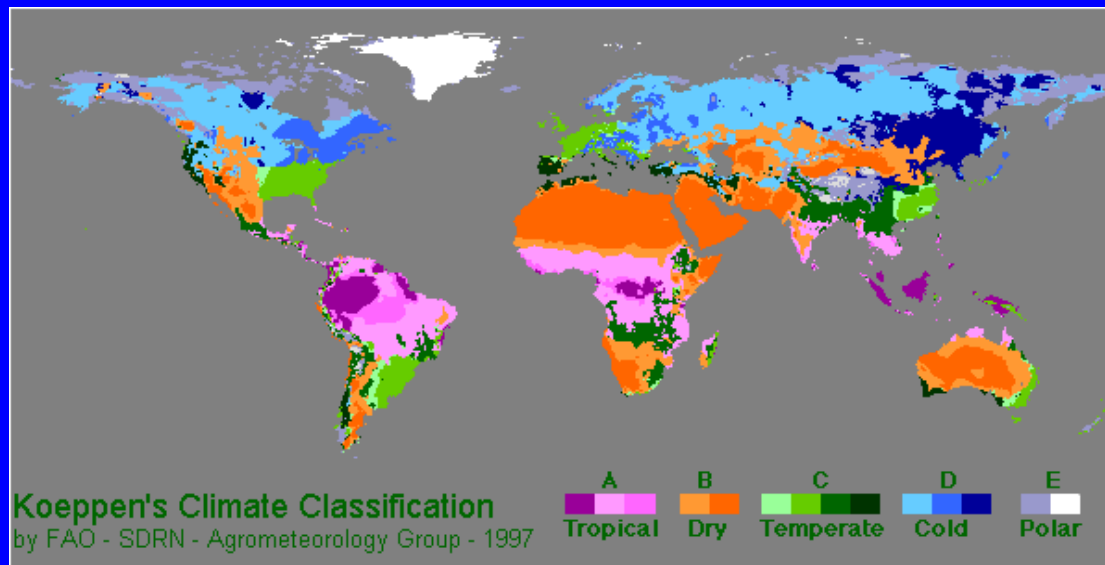 Koeppen's Climate Classification
by FAO - SDRN - Agrometeorology Group - 1997
A B C D E
Tropical Dry Temperate Cold Polar